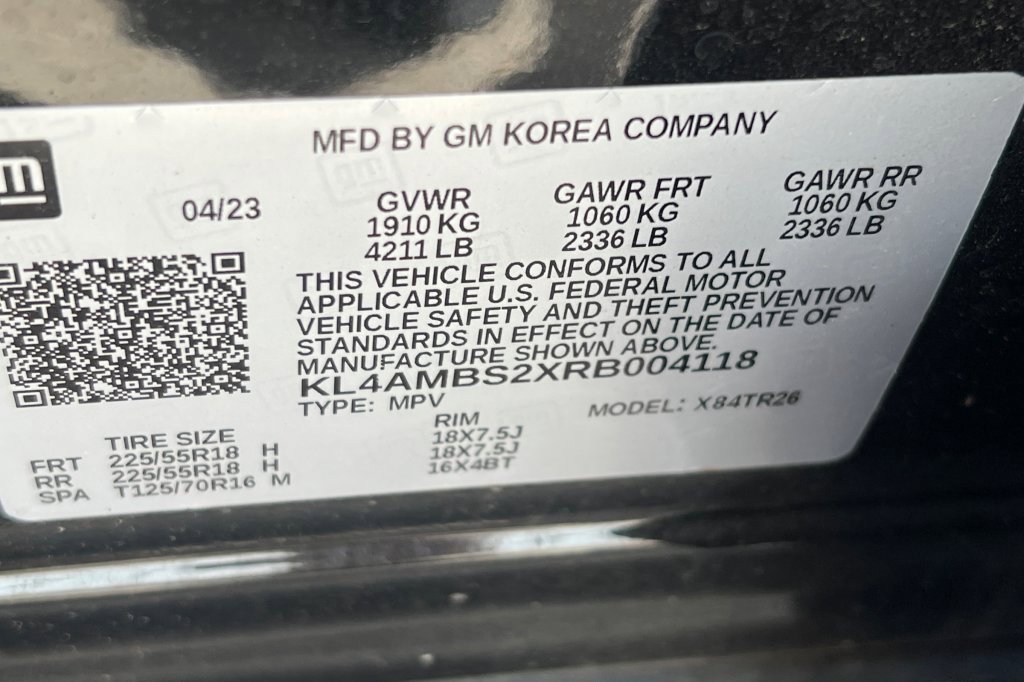 MFD BY GM KOREA COMPANY
gm
04/23
GVWR GAWR FRT GAWR RR
1910 KG 1060 KG 1060 KG
4211 LB 2336 LB 2336 LB
THIS VEHICLE CONFORMS TO ALL
APPLICABLE U.S. FEDERAL MOTOR
VEHICLE SAFETY AND THEFT PREVENTION
STANDARDS IN EFFECT ON THE DATE OF
MANUFACTURE SHOWN ABOVE.
KL4AMBS2XRB004118
TYPE: MPV MODEL: X84TR26
TIRE SIZE RIM
FRT 225/55R18 H 18X7.5J
RR 225/55R18 H 18X7.5J
SPA T125/70R16 M 16X4BT